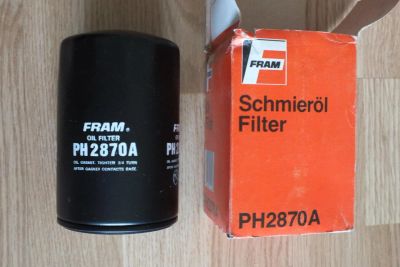 FRAM®
OIL FILTER
PH2870A
OIL GASKET. TIGHTEN 3/4 TURN
AFTER GASKET CONTACTS BASE.
FRAM
Schmieröl
Filter
PH2870A